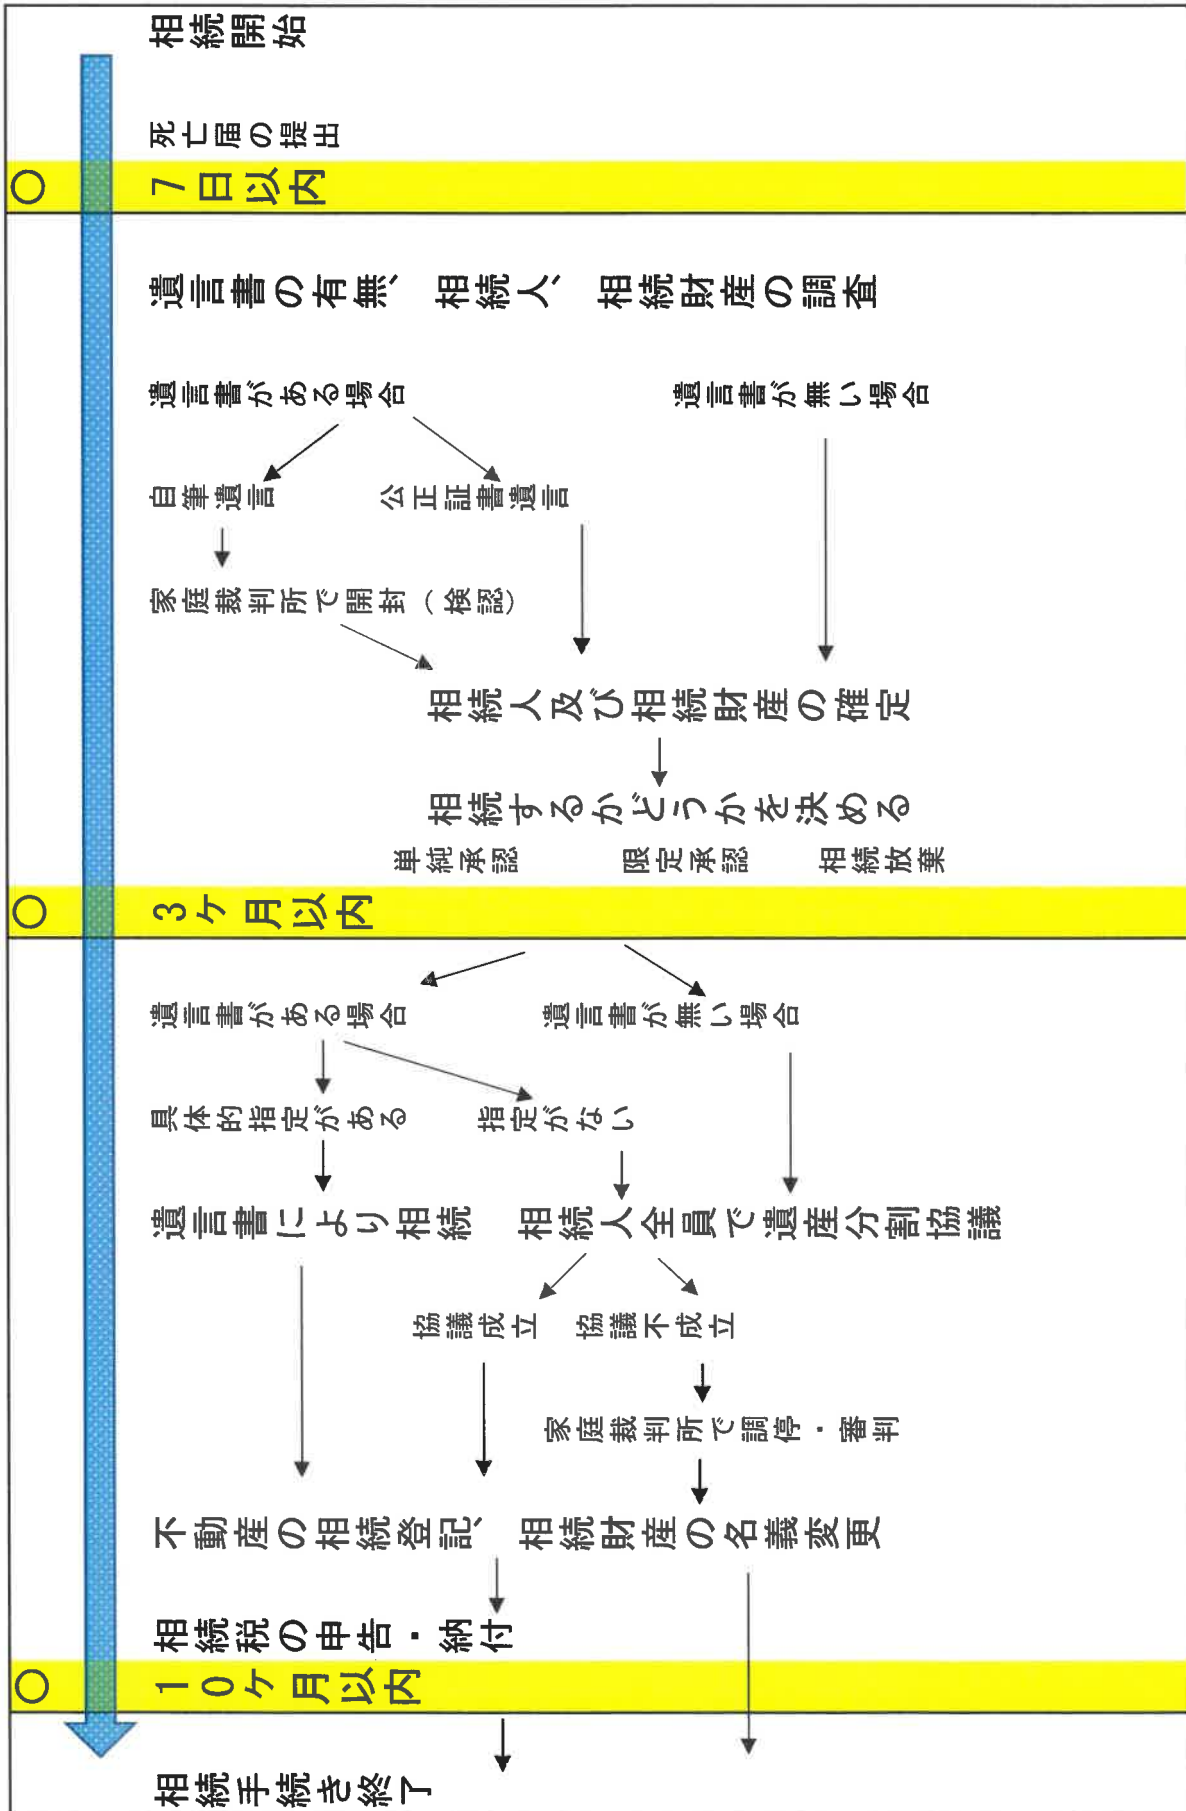 相続開始
死亡届の提出
○ 7日以内
遺言書の有無、相続人、相続財産の調査
遺言書がある場合 遺言書が無い場合
自筆遺言 公正証書遺言
家庭裁判所で開封(検認)
相続人及び相続財産の確定
相続するかどうかを決める
単純承認 限定承認 相続放棄
○ 3ヶ月以内
遺言書がある場合 遺言書が無い場合
具体的指定がある 指定がない
遺言書により相続 相続人全員で遺産分割協議
協議成立 協議不成立
家庭裁判所で調停・審判
不動産の相続登記、相続財産の名義変更
相続税の申告・納付
○ 10ヶ月以内
相続手続き終了